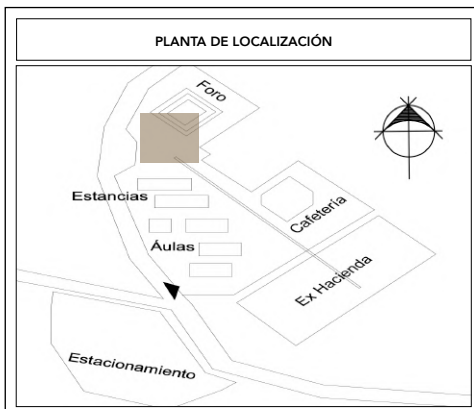 PLANTA DE LOCALIZACIÓN
Foro
Estancias
Cafetería
Áulas
Ex Hacienda
Estacionamiento